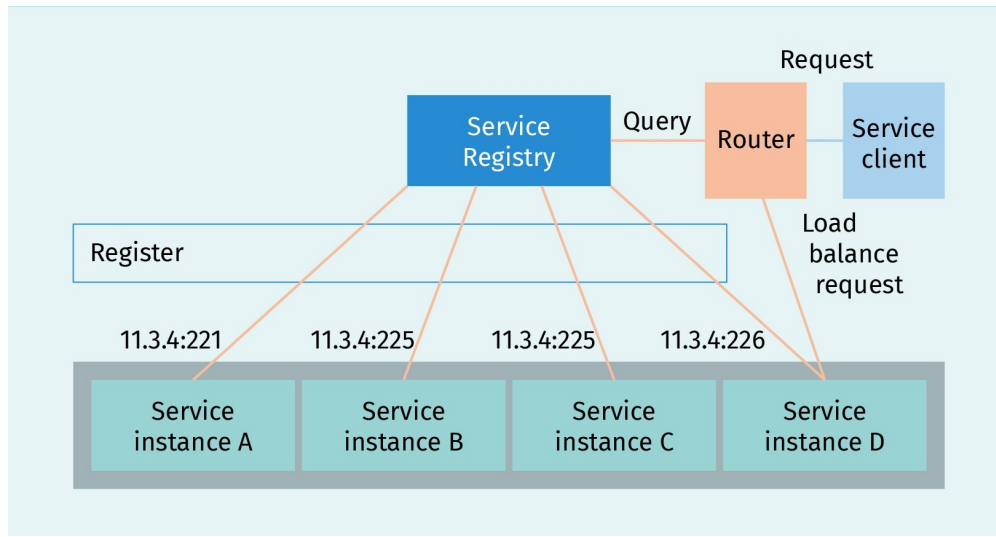 Request
Service
Registry
Query
Router
Service
client
Register
Load
balance
request
11.3.4:221
11.3.4:225
11.3.4:225
11.3.4:226
Service
instance A
Service
instance B
Service
instance C
Service
instance D